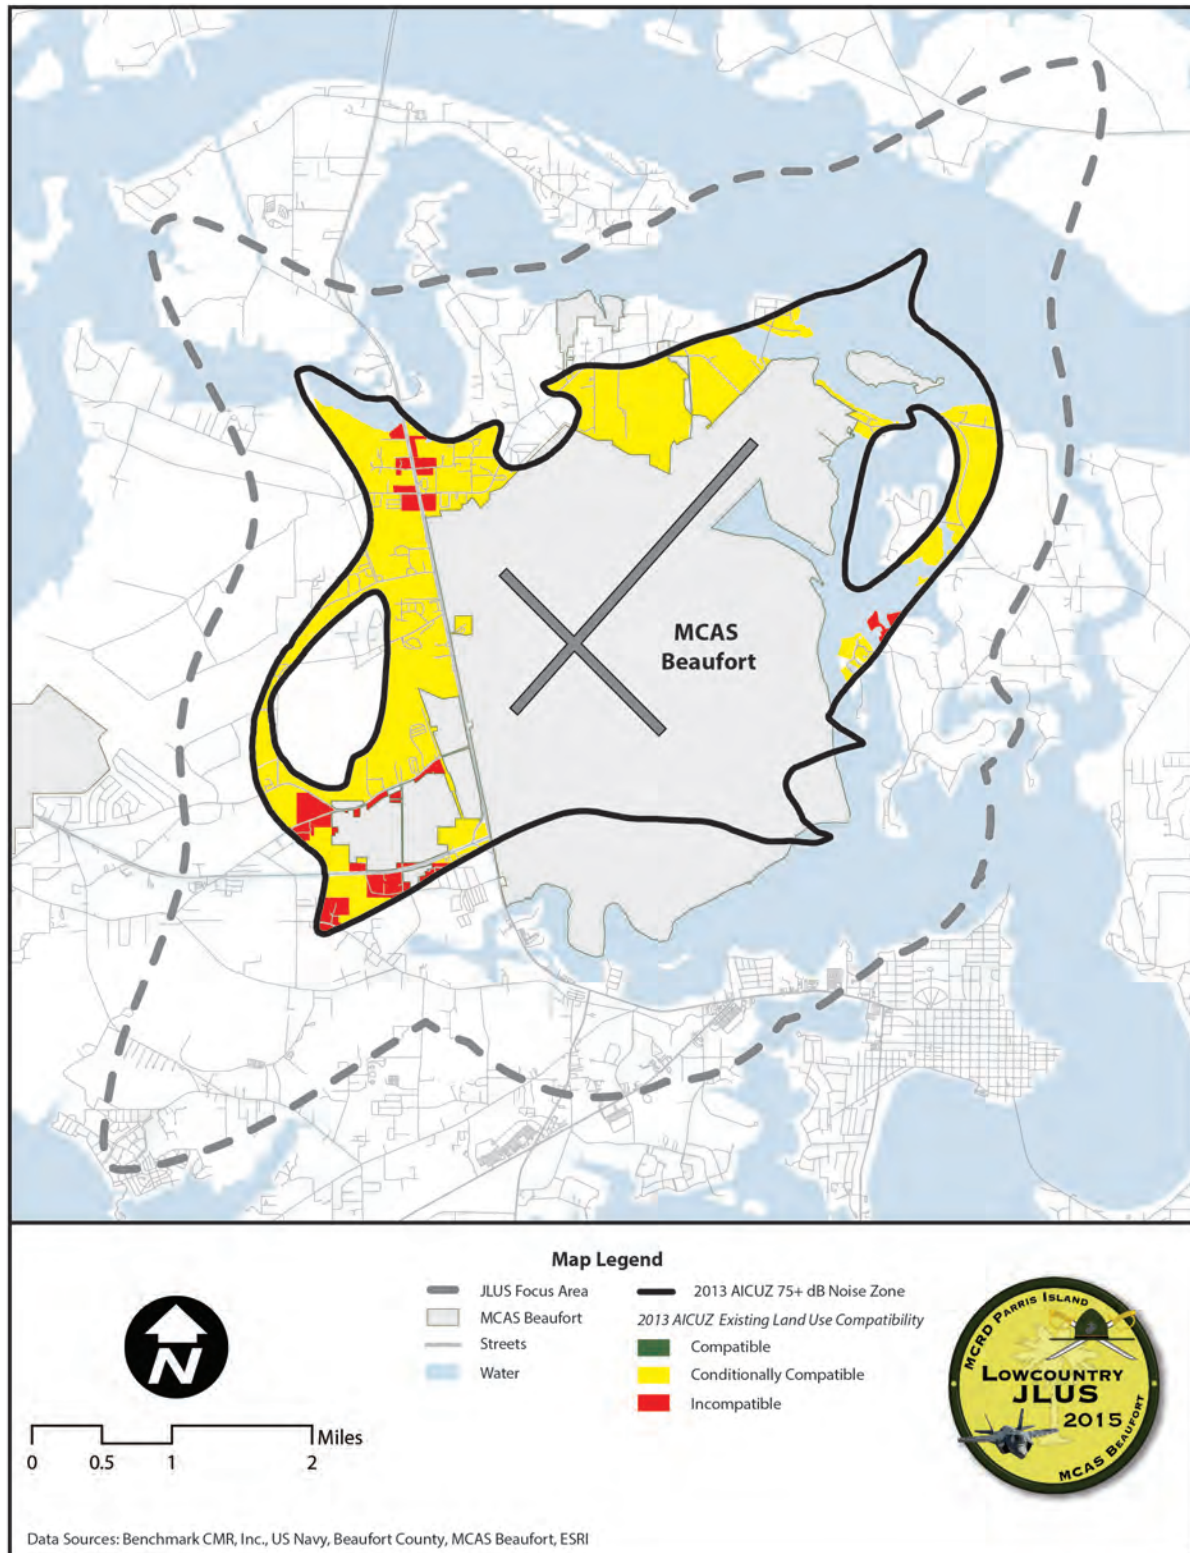 MCAS
Beaufort
Map Legend
JLUS Focus Area
MCAS Beaufort
Streets
Water
2013 AICUZ 75+ dB Noise Zone
2013 AICUZ Existing Land Use Compatibility
Compatible
Conditionally Compatible
Incompatible
N
Miles
0 0.5 1 2
MCRD PARRIS ISLAND
LOWCOUNTRY
JLUS
2015
MCAS BEAUFORT
Data Sources: Benchmark CMR, Inc., US Navy, Beaufort County, MCAS Beaufort, ESRI